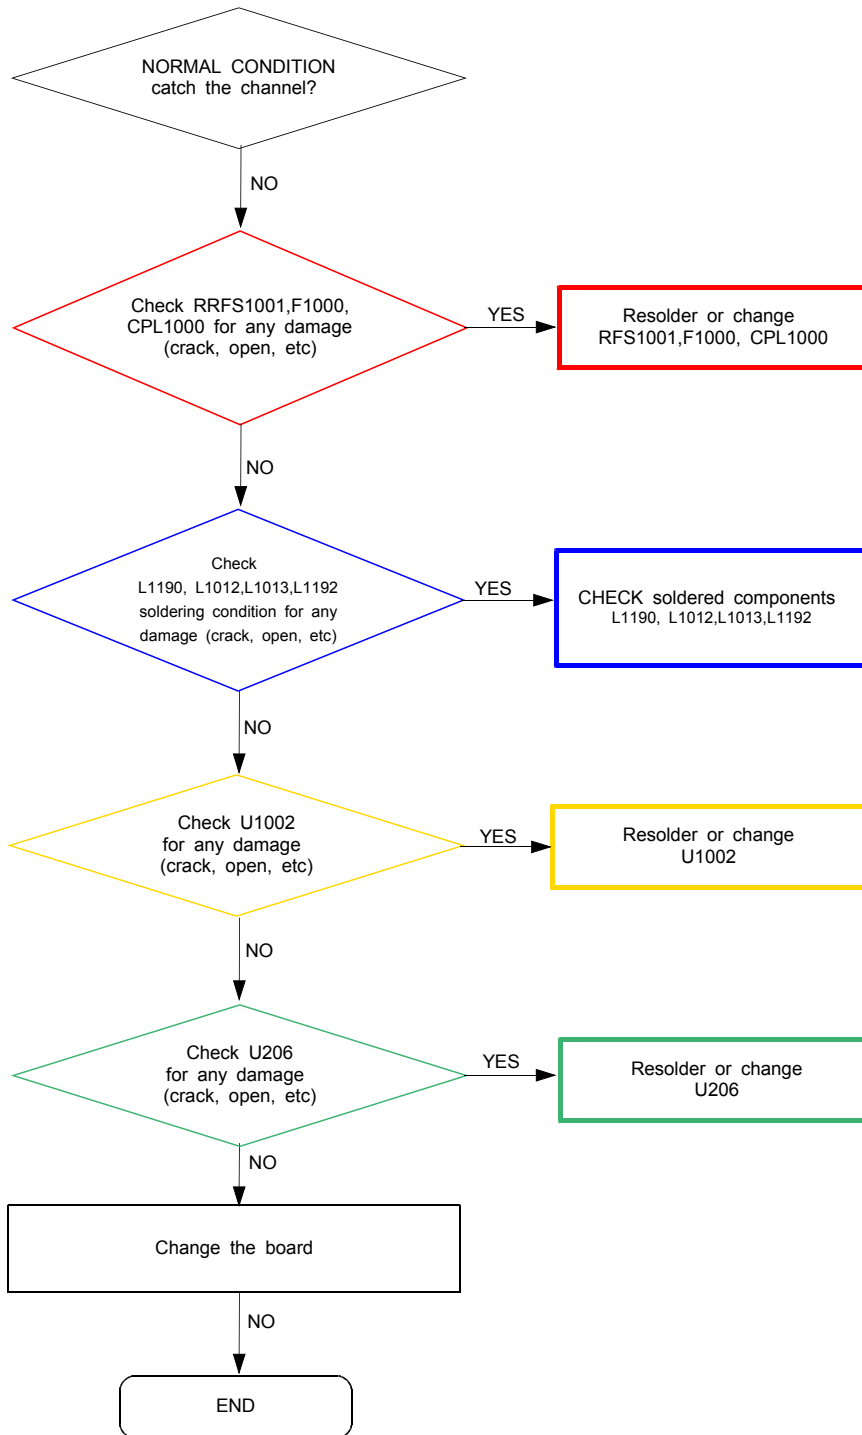 NORMAL CONDITION
catch the channel?
NO
Check RRFS1001,F1000,
CPL1000 for any damage
(crack, open, etc)
YES
Resolder or change
RFS1001,F1000, CPL1000
NO
Check
L1190, L1012,L1013,L1192
soldering condition for any
damage (crack, open, etc)
YES
CHECK soldered components
L1190, L1012,L1013,L1192
NO
Check U1002
for any damage
(crack, open, etc)
YES
Resolder or change
U1002
NO
Check U206
for any damage
(crack, open, etc)
YES
Resolder or change
U206
NO
Change the board
NO
END